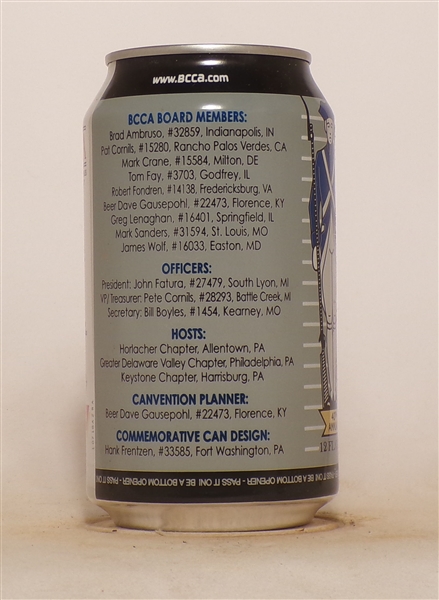 www.BCCA.com
BCCA BOARD MEMBERS:
Brad Ambruso, #32859, Indianapolis, IN
Pat Cornils, #15280, Rancho Palos Verdes, CA
Mark Crane, #15584, Milton, DE
Tom Fay, #3703, Godfrey, IL
Robert Fondren, #14138, Fredericksburg, VA
Beer Dave Gausepohl, #22473, Florence, KY
Greg Lenaghan, #16401, Springfield, IL
Mark Sanders, #31594, St. Louis, MO
James Wolf, #16033, Easton, MD
OFFICERS:
President: John Fatura, #27479, South Lyon, MI
VP/Treasurer: Pete Cornils, #28293, Battle Creek, MI
Secretary: Bill Boyles, #1454, Kearney, MO
HOSTS:
Horlacher Chapter, Allentown, PA
Greater Delaware Valley Chapter, Philadelphia, PA
Keystone Chapter, Harrisburg, PA
CANVENTION PLANNER:
Beer Dave Gausepohl, #22473, Florence, KY
COMMEMORATIVE CAN DESIGN:
Hank Frentzen, #33585, Fort Washington, PA
12 FL
PASS IT ON! BE A BOTTOM OPENER - PASS IT ON! BE A BOTTOM OPENER - PASS IT ON!